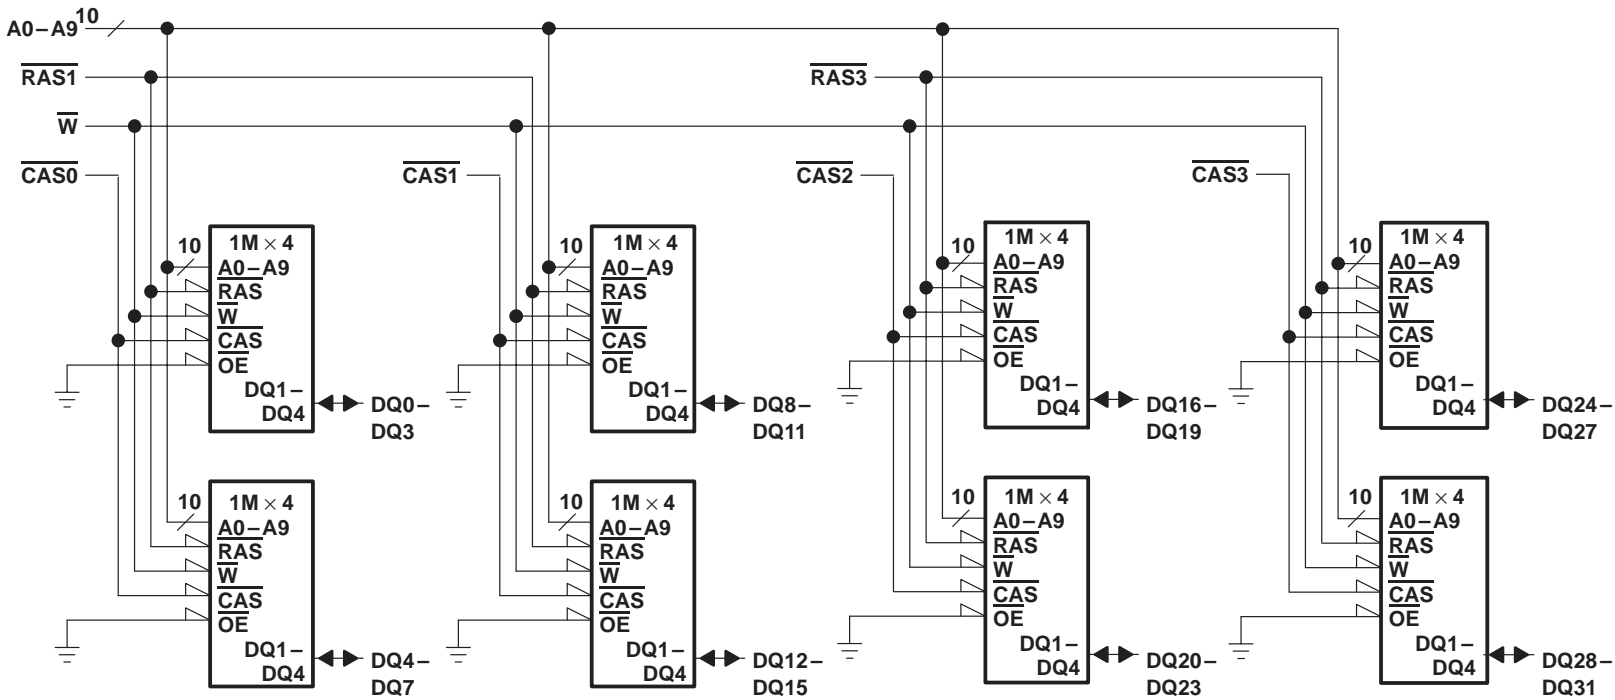 A0–A9 10
RAS1
RAS3
W
CAS0
CAS1
CAS2
CAS3
1M × 4
10
A0–A9
RAS
W
CAS
OE
DQ1–
DQ4
DQ0–
DQ3
1M × 4
10
A0–A9
RAS
W
CAS
OE
DQ1–
DQ4
DQ8–
DQ11
1M × 4
10
A0–A9
RAS
W
CAS
OE
DQ1–
DQ4
DQ16–
DQ19
1M × 4
10
A0–A9
RAS
W
CAS
OE
DQ1–
DQ4
DQ24–
DQ27
1M × 4
10
A0–A9
RAS
W
CAS
OE
DQ1–
DQ4
DQ4–
DQ7
1M × 4
10
A0–A9
RAS
W
CAS
OE
DQ1–
DQ4
DQ12–
DQ15
1M × 4
10
A0–A9
RAS
W
CAS
OE
DQ1–
DQ4
DQ20–
DQ23
1M × 4
10
A0–A9
RAS
W
CAS
OE
DQ1–
DQ4
DQ28–
DQ31